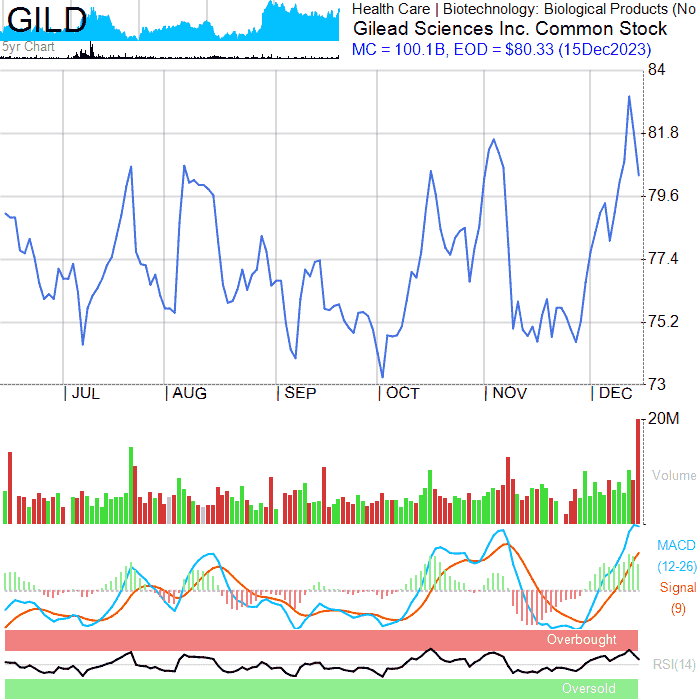 GILD
5yr Chart
Health Care | Biotechnology: Biological Products (No
Gilead Sciences Inc. Common Stock
MC = 100.1B, EOD = $80.33 (15Dec2023)
84
81.8
79.6
77.4
75.2
73
| JUL | AUG | SEP | OCT | NOV | DEC
20M
Volume
MACD
(12-26)
Signal
(9)
Overbought
RSI(14)
Oversold